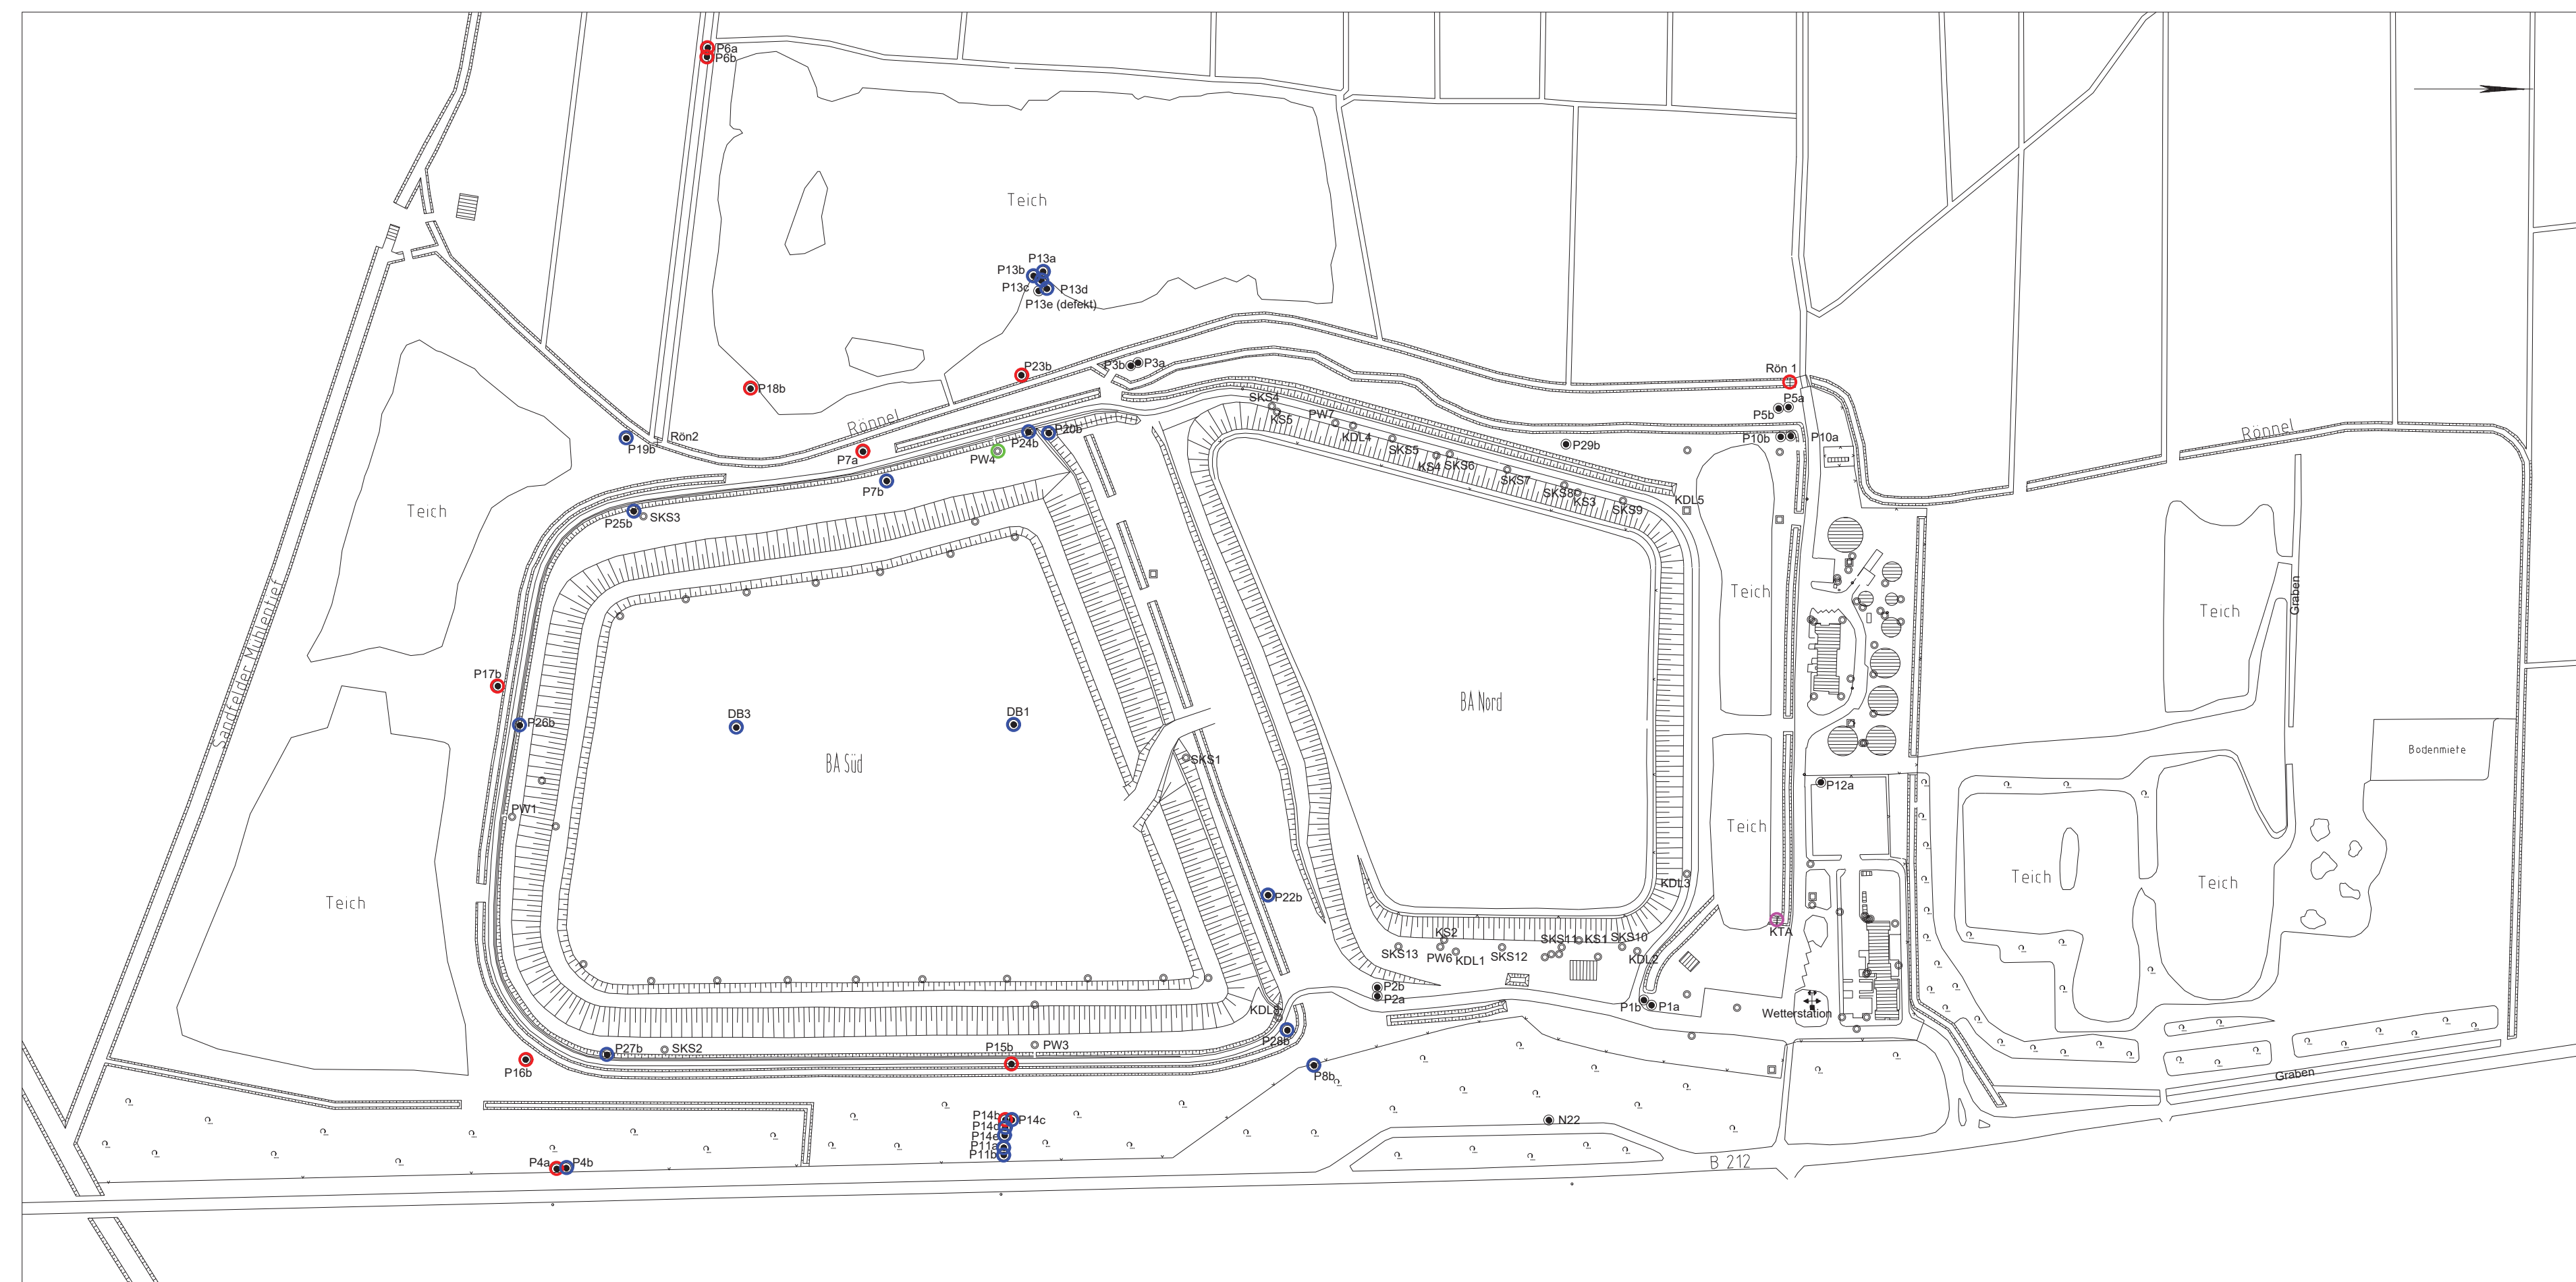 P6a
P6b
Teich
P13a
P13b
P13c
P13d
P13e (defekt)
P23b
P3b
P3a
Rön 1
P5a
P5b
P18b
SKS4
KS5
PW7
KDL4
Rönnel
Rönnel
Rön2
P19b
P7a
PW4
P24b
P20b
SKS5
KS4
SKS6
SKS7
P29b
P10b
P10a
P7b
SKS8
KS3
SKS9
KDL5
Teich
P25b
SKS3
Teich
Teich
Graben
Sandfelder Mühlentief
P17b
P26b
DB3
DB1
BA Süd
BA Nord
SKS1
Bodenmiete
P12a
PW1
Teich
Teich
Teich
Teich
P22b
KDL3
KTA
KS2
SKS13
PW6
KDL1
SKS12
SKS11
KS1
SKS10
KDL2
P2b
P2a
P1b
P1a
Wetterstation
P28b
P27b
SKS2
P15b
PW3
P16b
P8b
Graben
P14b
P14c
P14d
P14e
P11a
P11b
N22
P4a
P4b
B 212